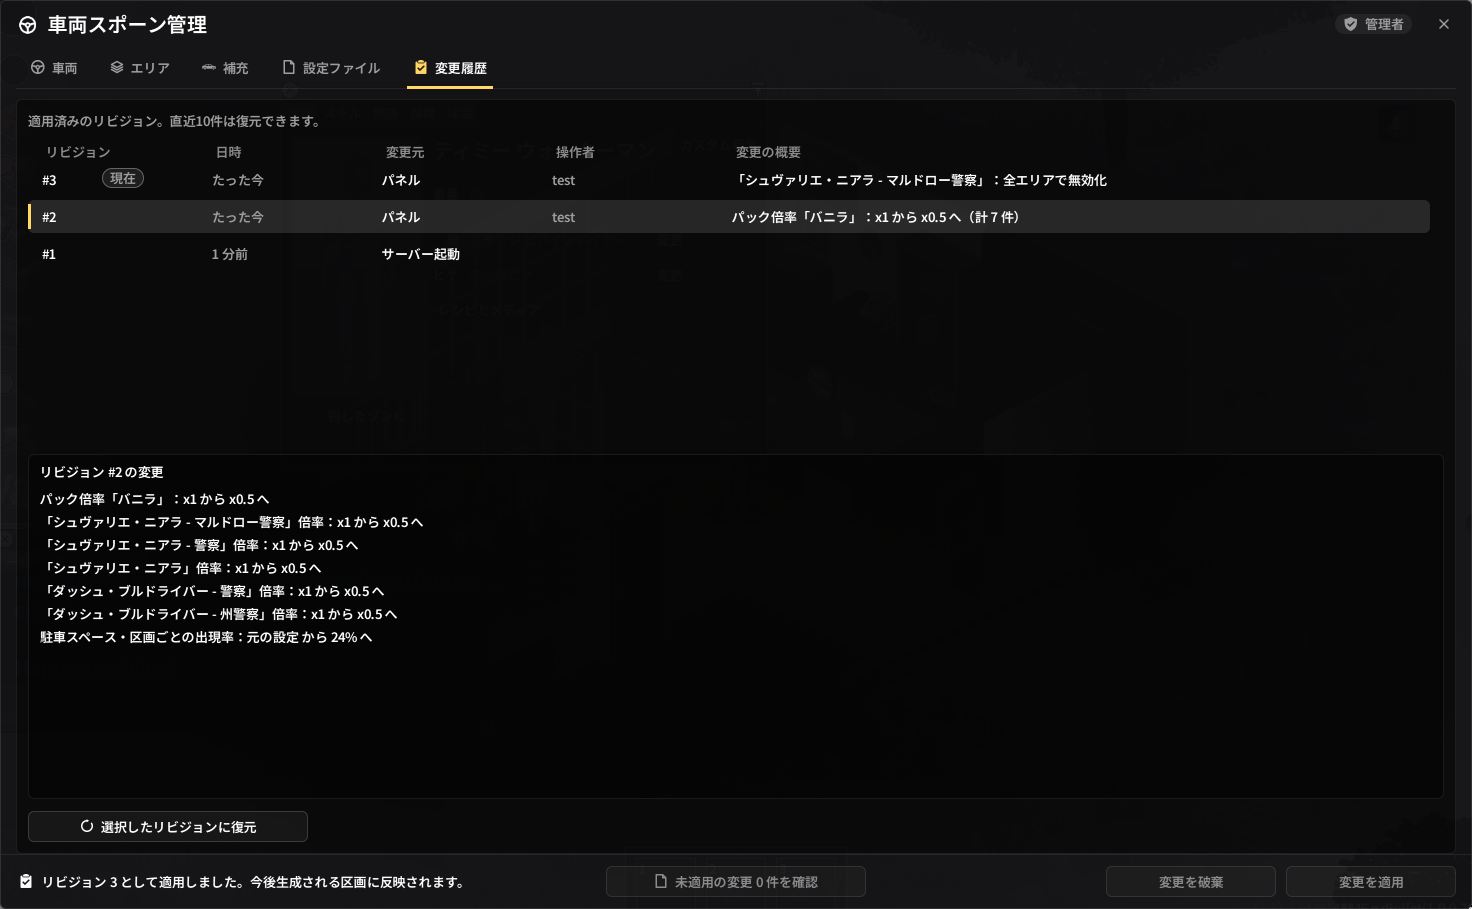 車両スポーン管理
管理者
車両 エリア 補充 設定ファイル 変更履歴
適用済みのリビジョン。直近10件は復元できます。
リビジョン 日時 変更元 操作者 変更の概要
#3 現在 たった今 パネル test 「シュヴァリエ・ニアラ - マルドロー警察」：全エリアで無効化
#2 たった今 パネル test パック倍率「バニラ」：x1 から x0.5 へ（計 7 件）
#1 1 分前 サーバー起動
リビジョン #2 の変更
パック倍率「バニラ」：x1 から x0.5 へ
「シュヴァリエ・ニアラ - マルドロー警察」倍率：x1 から x0.5 へ
「シュヴァリエ・ニアラ - 警察」倍率：x1 から x0.5 へ
「シュヴァリエ・ニアラ」倍率：x1 から x0.5 へ
「ダッシュ・ブルドライバー - 警察」倍率：x1 から x0.5 へ
「ダッシュ・ブルドライバー - 州警察」倍率：x1 から x0.5 へ
駐車スペース・区画ごとの出現率：元の設定 から 24% へ
選択したリビジョンに復元
リビジョン 3 として適用しました。今後生成される区画に反映されます。
未適用の変更 0 件を確認
変更を破棄
変更を適用